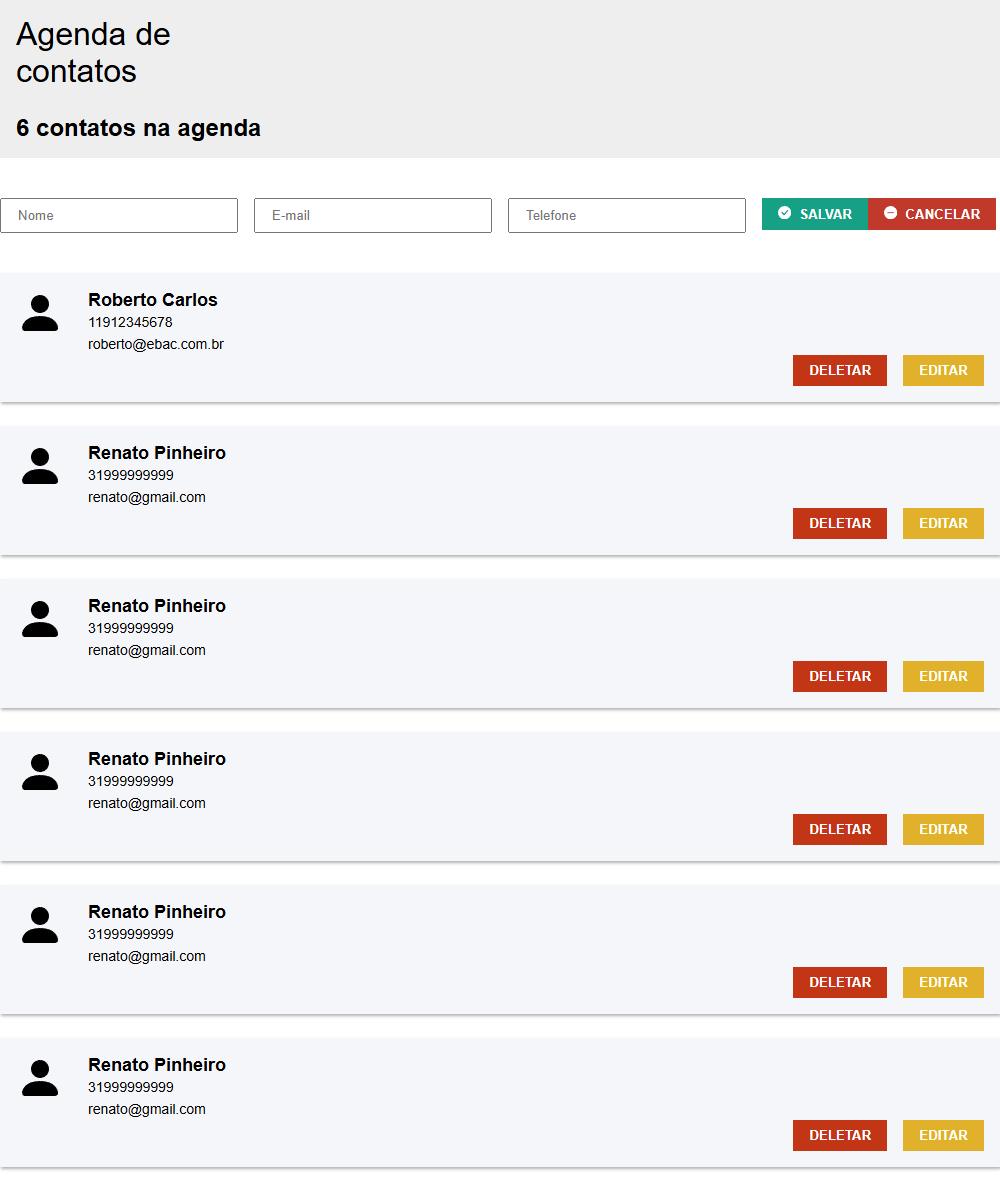 Agenda de
contatos
6 contatos na agenda
Nome E-mail Telefone SALVAR CANCELAR
Roberto Carlos
11912345678
roberto@ebac.com.br
DELETAR EDITAR
Renato Pinheiro
31999999999
renato@gmail.com
DELETAR EDITAR
Renato Pinheiro
31999999999
renato@gmail.com
DELETAR EDITAR
Renato Pinheiro
31999999999
renato@gmail.com
DELETAR EDITAR
Renato Pinheiro
31999999999
renato@gmail.com
DELETAR EDITAR
Renato Pinheiro
31999999999
renato@gmail.com
DELETAR EDITAR